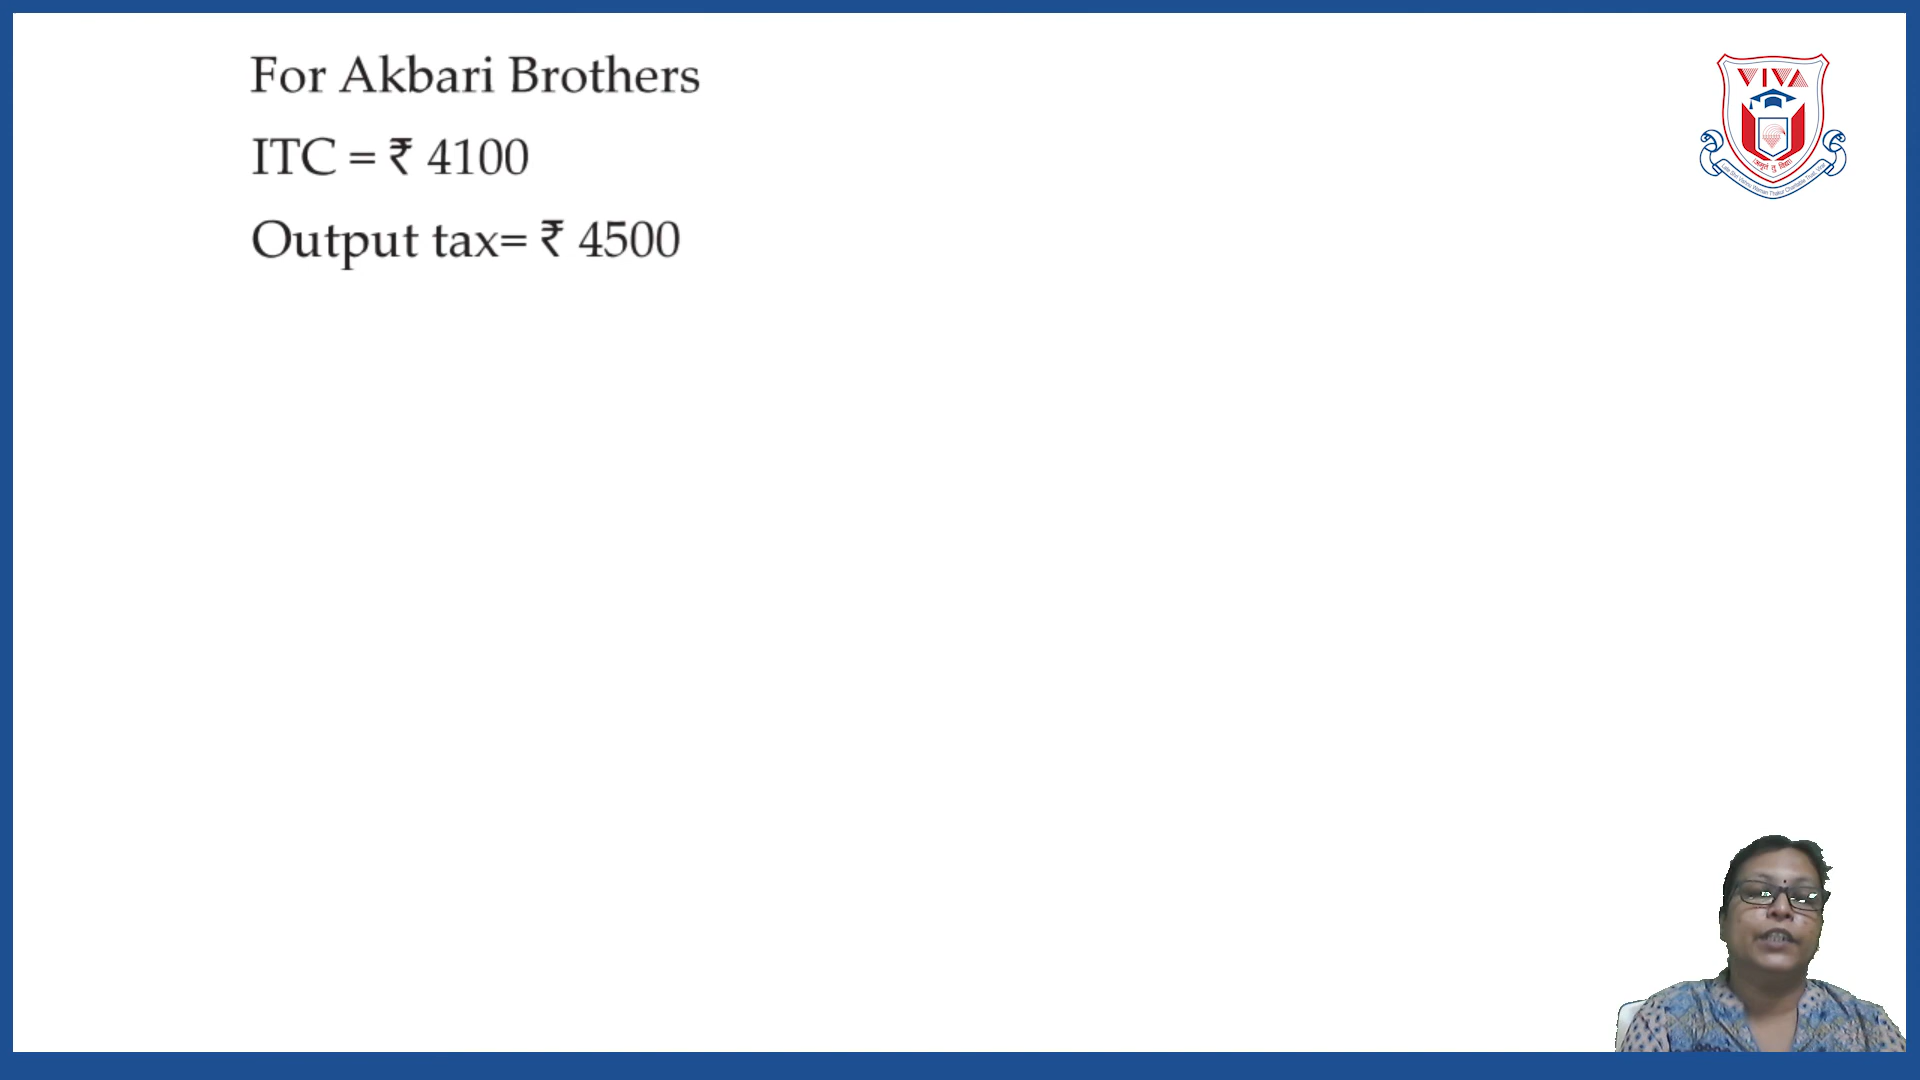 For Akbari Brothers
ITC = ₹ 4100
Output tax= ₹ 4500
VIVA